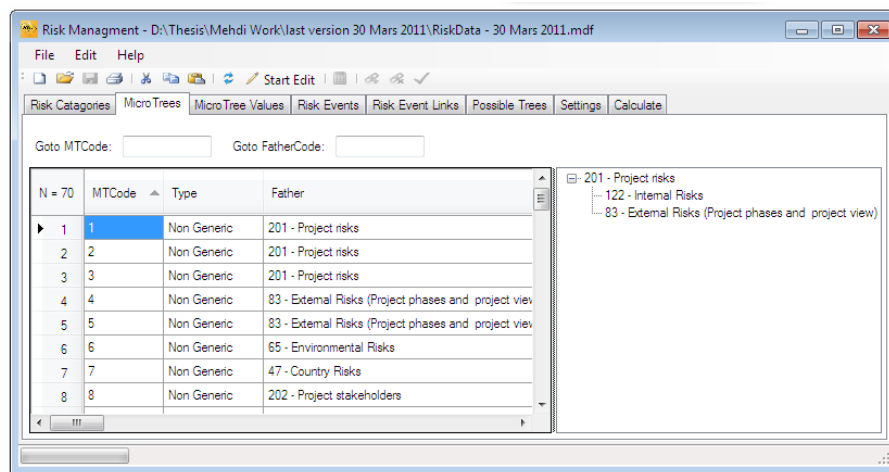 Risk Managment - D:\Thesis\Mehdi Work\last version 30 Mars 2011\RiskData - 30 Mars 2011.mdf
File Edit Help
Start Edit
Risk Catagories MicroTrees MicroTree Values Risk Events Risk Event Links Possible Trees Settings Calculate
Goto MTCode: Goto FatherCode:
N = 70 MTCode Type Father
1 1 Non Generic 201 - Project risks
2 2 Non Generic 201 - Project risks
3 3 Non Generic 201 - Project risks
4 4 Non Generic 83 - External Risks (Project phases and project view
5 5 Non Generic 83 - External Risks (Project phases and project view
6 6 Non Generic 65 - Environmental Risks
7 7 Non Generic 47 - Country Risks
8 8 Non Generic 202 - Project stakeholders
201 - Project risks
122 - Internal Risks
83 - External Risks (Project phases and project view)